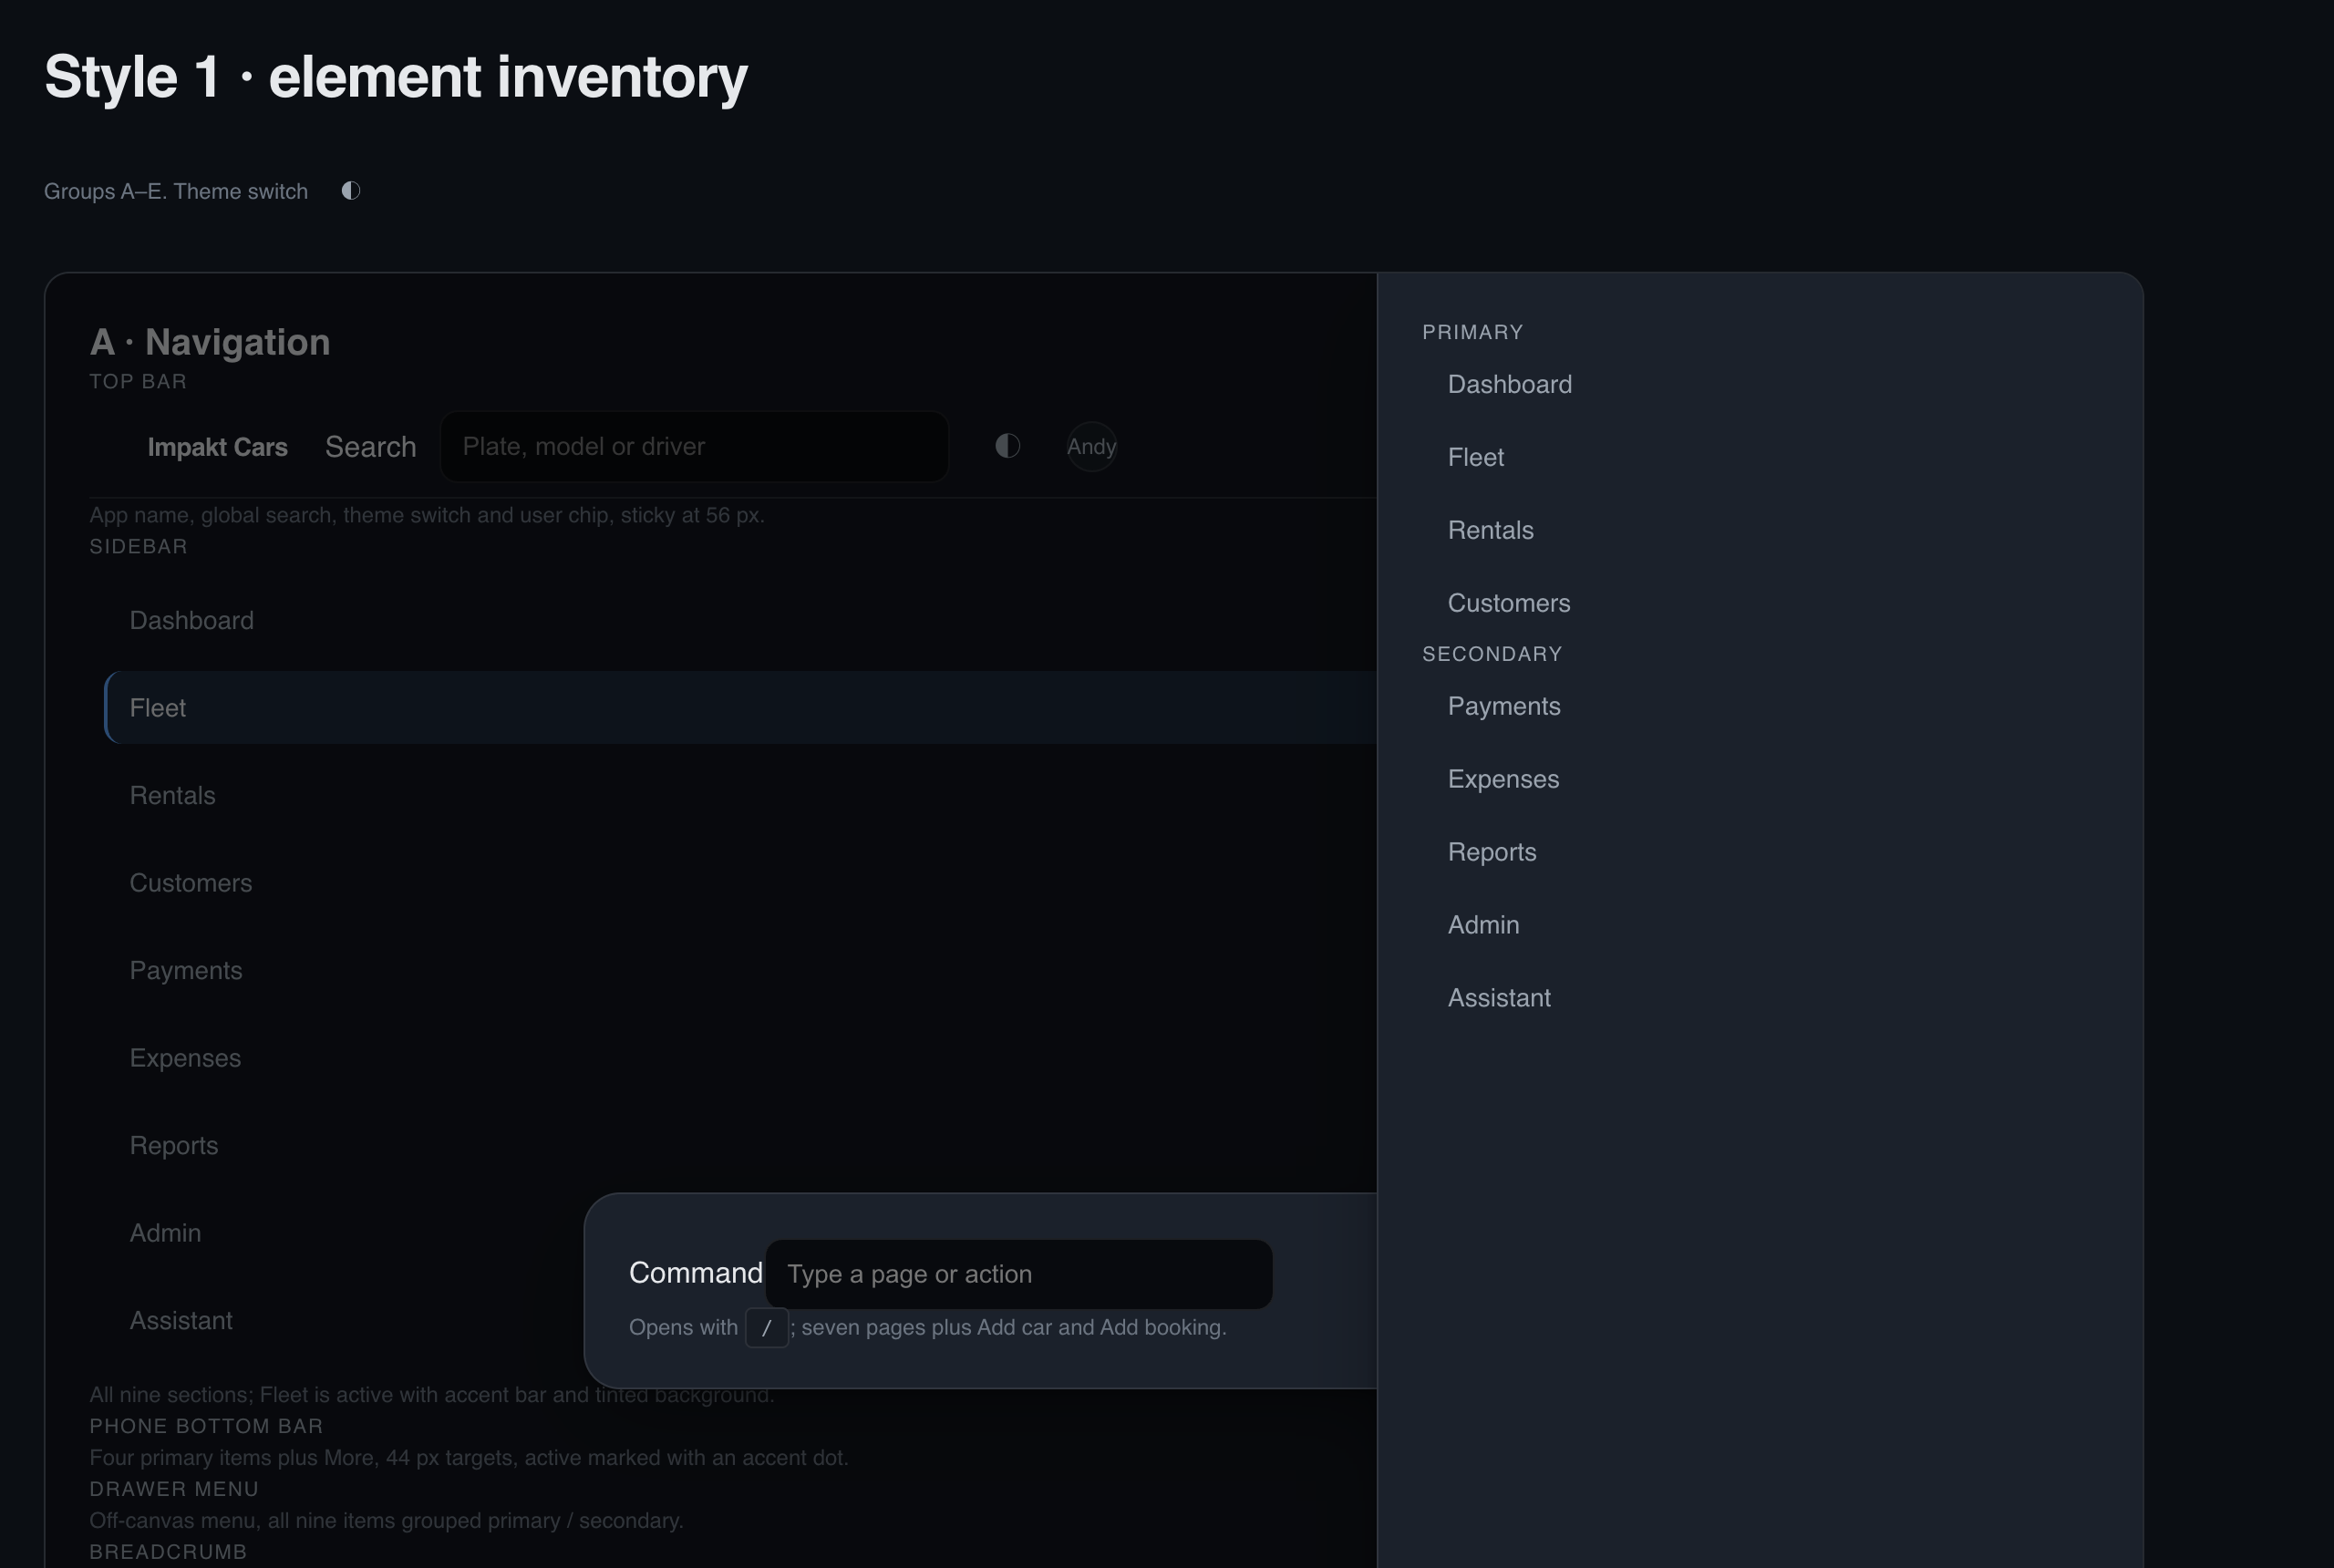 Style 1 · element inventory
Groups A–E. Theme switch
A · Navigation
TOP BAR
Impakt Cars Search Plate, model or driver Andy
App name, global search, theme switch and user chip, sticky at 56 px.
SIDEBAR
Dashboard
Fleet
Rentals
Customers
Payments
Expenses
Reports
Admin
Assistant
All nine sections; Fleet is active with accent bar and tinted background.
PHONE BOTTOM BAR
Four primary items plus More, 44 px targets, active marked with an accent dot.
DRAWER MENU
Off-canvas menu, all nine items grouped primary / secondary.
BREADCRUMB
Command Type a page or action
Opens with / ; seven pages plus Add car and Add booking.
PRIMARY
Dashboard
Fleet
Rentals
Customers
SECONDARY
Payments
Expenses
Reports
Admin
Assistant